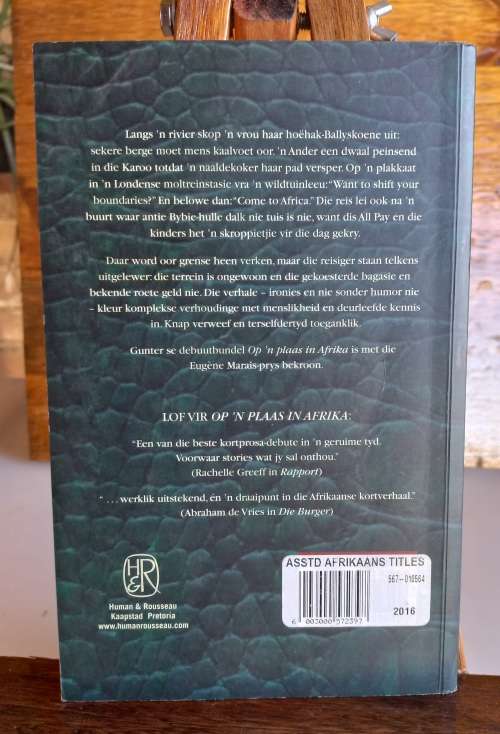 Langs 'n rivier skop 'n vrou haar hoëhak-Ballyskoene uit:
sekere berge moet mens kaalvoet oor. 'n Ander een dwaal peinsend
in die Karoo totdat 'n naaldekoker haar pad versper. Op 'n plakkaat
in 'n Londense moltreinstasie vra 'n wildtuinleeu: "Want to shift your
boundaries?" En belowe dan: "Come to Africa." Die reis lei ook na 'n
buurt waar antie Bybie-hulle dalk nie tuis is nie, want dis All Pay en die
kinders het 'n skroppietjie vir die dag gekry.
Daar word oor grense heen verken, maar die reisiger staan telkens
uitgelewer: die terrein is ongewoon en die gekoesterde bagasie en
bekende roete geld nie. Die verhale – ironies en nie sonder humor nie
– kleur komplekse verhoudinge met menslikheid en deurleefde kennis
in. Knap verweef en terselfdertyd toeganklik.
Gunter se debuutbundel Op 'n plaas in Afrika is met die
Eugène Marais-prys bekroon.
LOF VIR OP 'N PLAAS IN AFRIKA:
"Een van die beste kortprosa-debute in 'n geruime tyd.
Voorwaar stories wat jy sal onthou."
(Rachelle Greeff in Rapport)
" . . . werklik uitstekend, én 'n draaipunt in die Afrikaanse kortverhaal."
(Abraham de Vries in Die Burger)
H
&R
Human & Rousseau
Kaapstad Pretoria
www.humanrousseau.com
ASSTD AFRIKAANS TITLES
567-016564
2016
6 003000 572397